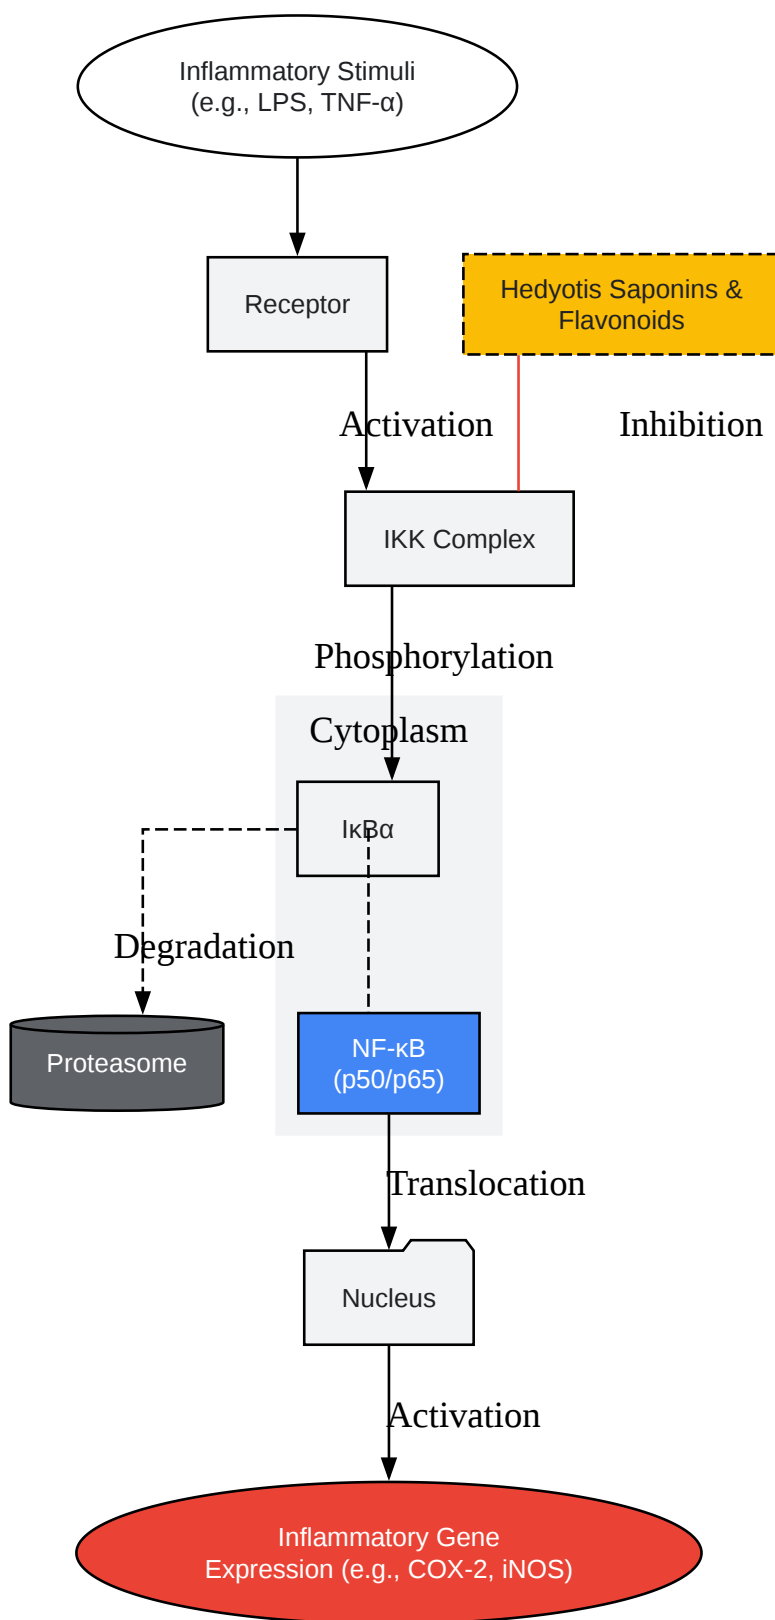 Inflammatory Stimuli
(e.g., LPS, TNF-α)
Receptor
Hedyotis Saponins &
Flavonoids
Activation
Inhibition
IKK Complex
Phosphorylation
Cytoplasm
IκBα
Degradation
Proteasome
NF-κB
(p50/p65)
Translocation
Nucleus
Activation
Inflammatory Gene
Expression (e.g., COX-2, iNOS)